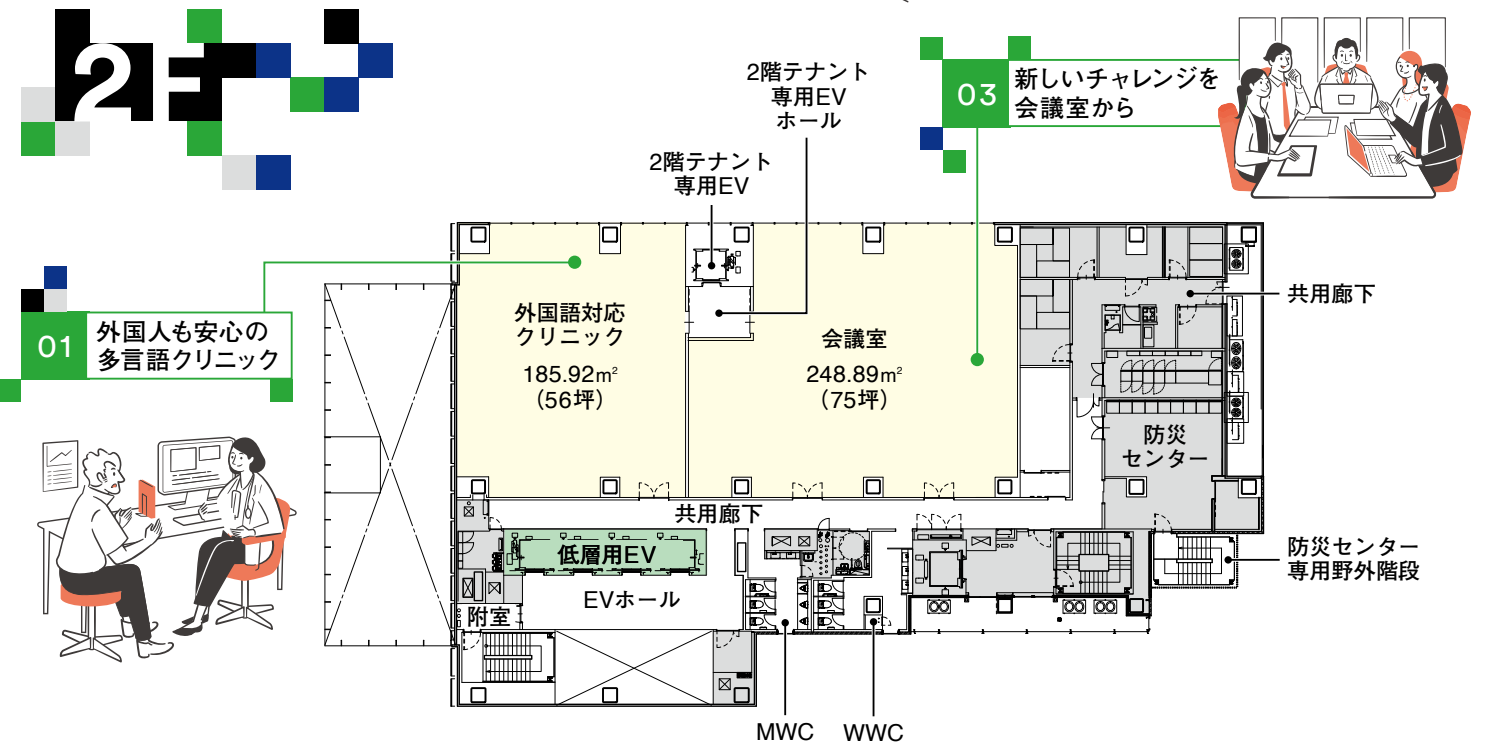 2F
2階テナント
専用EV
ホール
2階テナント
専用EV
03
新しいチャレンジを
会議室から
01
外国人も安心の
多言語クリニック
外国語対応
クリニック
185.92m²
（56坪）
会議室
248.89m²
（75坪）
共用廊下
防災
センター
共用廊下
低層用EV
EVホール
附室
防災センター
専用野外階段
MWC
WWC